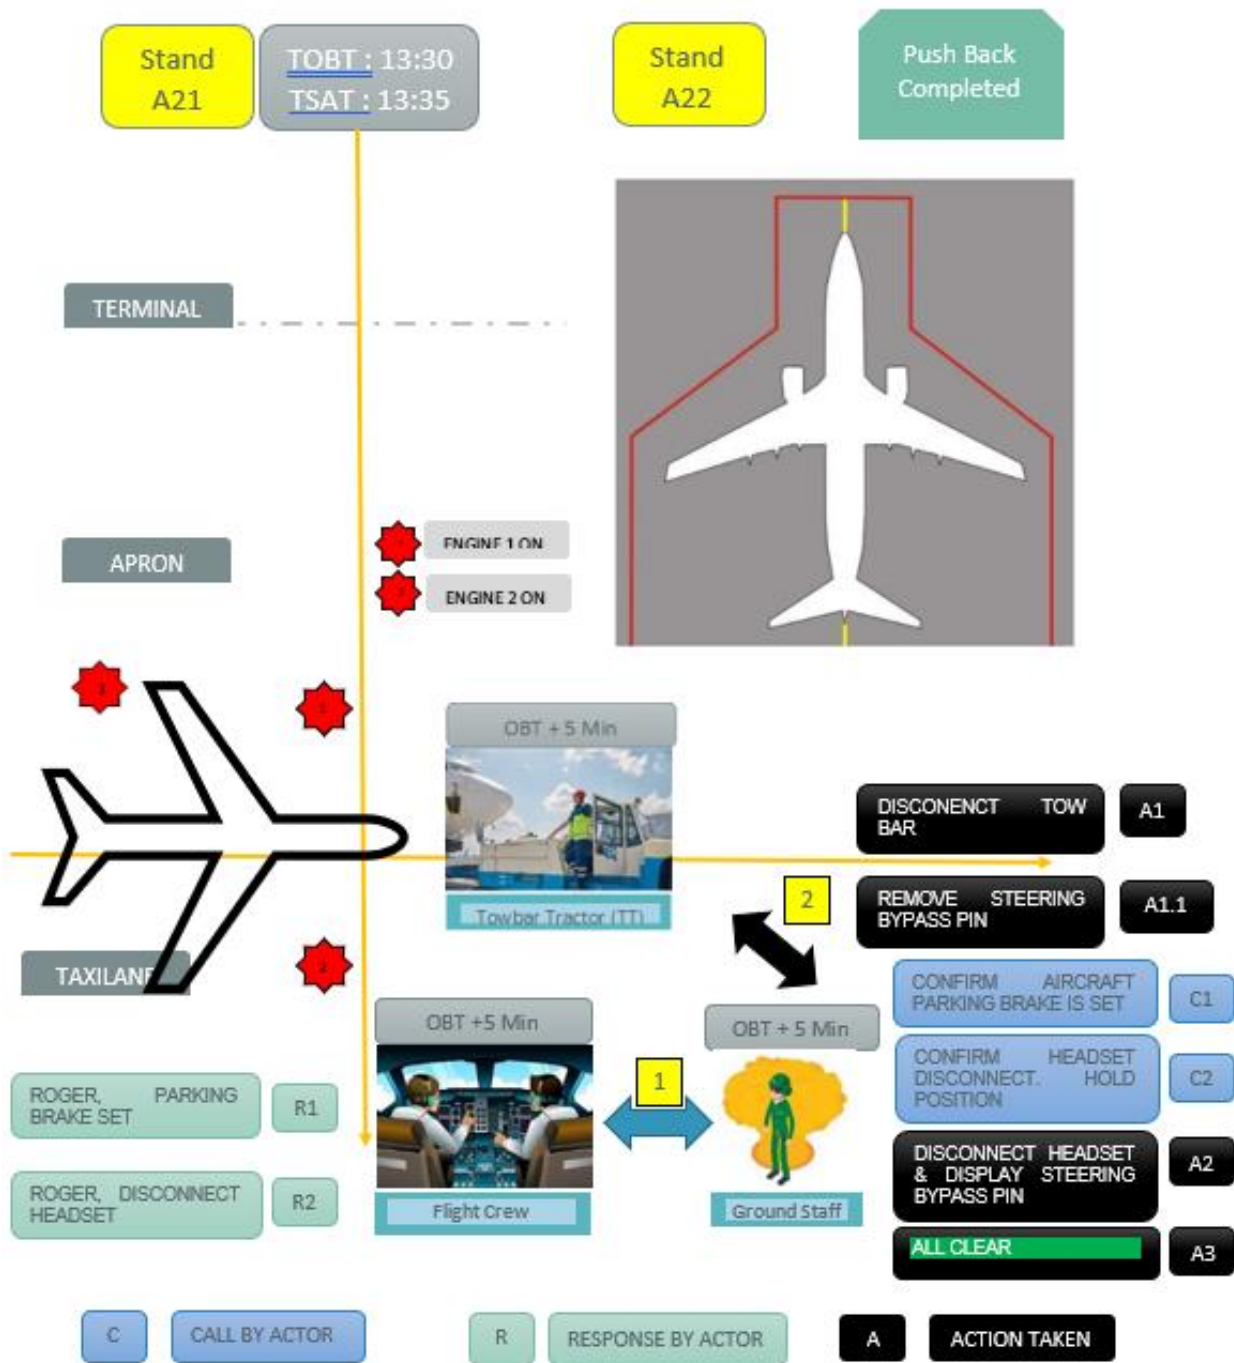 Stand
A21
TOBT : 13:30
TSAT : 13:35
Stand
A22
Push Back
Completed
TERMINAL
APRON
ENGINE 1 ON
ENGINE 2 ON
OBT + 5 Min
Towbar Tractor (TT)
DISCONENCT TOW
BAR
A1
2
REMOVE STEERING
BYPASS PIN
A1.1
TAXILANE
CONFIRM AIRCRAFT
PARKING BRAKE IS SET
C1
OBT +5 Min
OBT + 5 Min
CONFIRM HEADSET
DISCONNECT. HOLD
POSITION
C2
1
ROGER, PARKING
BRAKE SET
R1
DISCONNECT HEADSET
& DISPLAY STEERING
BYPASS PIN
A2
ROGER, DISCONNECT
HEADSET
R2
Flight Crew
Ground Staff
ALL CLEAR
A3
C
CALL BY ACTOR
R
RESPONSE BY ACTOR
A
ACTION TAKEN